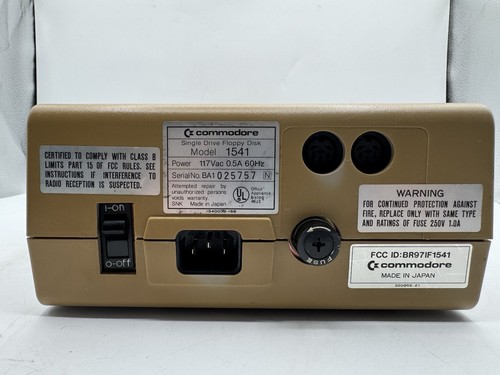 commodore
Single Drive Floppy Disk
Model 1541
Power 117Vac 0.5A 60Hz
Serial No. BA1 025757 N
Attempted repair by
unauthorized persons
voids warranty.
SNK Made in Japan
UL
Office
Appliance
CERTIFIED TO COMPLY WITH CLASS B
LIMITS PART 15 OF FCC RULES. SEE
INSTRUCTIONS IF INTERFERENCE TO
RADIO RECEPTION IS SUSPECTED.
I-on
o-off
FUSE
WARNING
FOR CONTINUED PROTECTION AGAINST
FIRE, REPLACE ONLY WITH SAME TYPE
AND RATINGS OF FUSE 250V 1.0A
FCC ID:BR97IF1541
commodore
MADE IN JAPAN